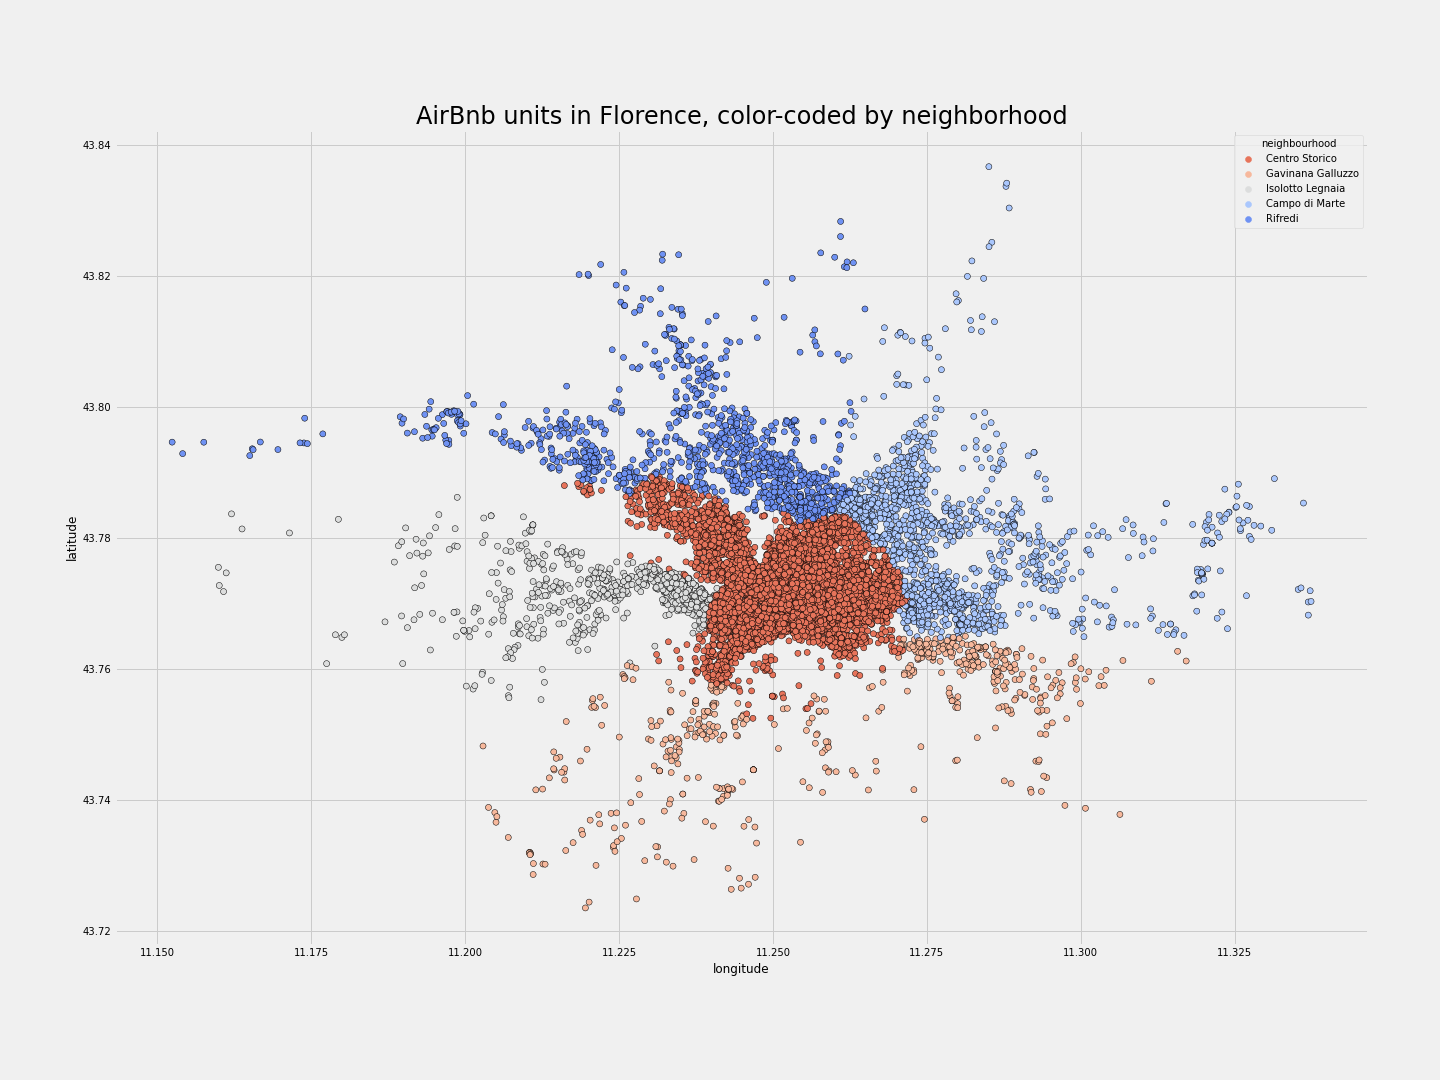 AirBnb units in Florence, color-coded by neighborhood
neighbourhood
Centro Storico
Gavinana Galluzzo
Isolotto Legnaia
Campo di Marte
Rifredi
latitude
43.84
43.82
43.80
43.78
43.76
43.74
43.72
11.150 11.175 11.200 11.225 11.250 11.275 11.300 11.325
longitude